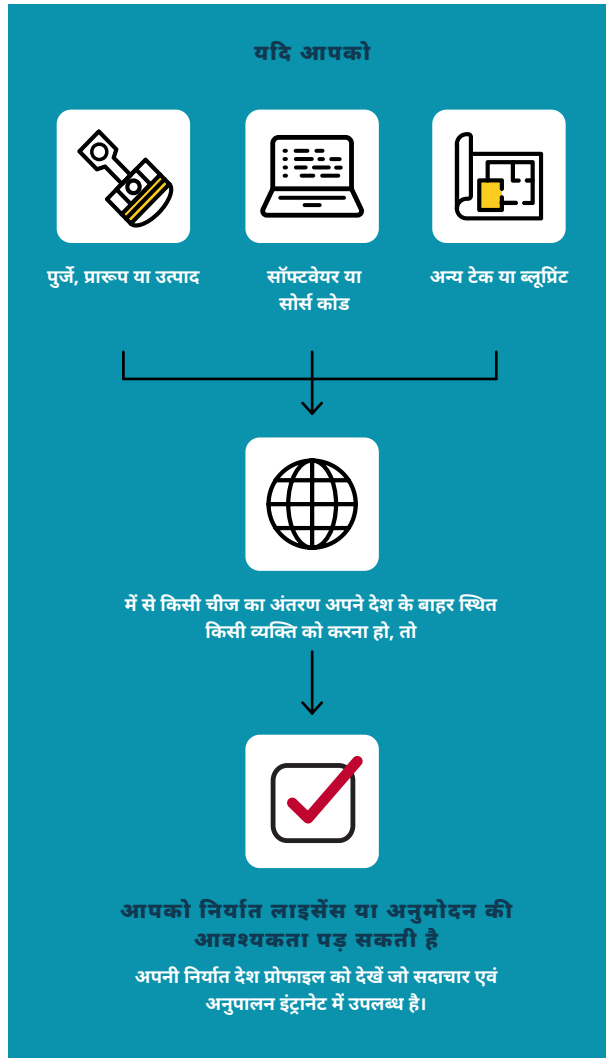 यदि आपको
पुर्जे, प्रारूप या उत्पाद
सॉफ्टवेयर या
सोर्स कोड
अन्य टेक या ब्लूप्रिंट
में से किसी चीज का अंतरण अपने देश के बाहर स्थित
किसी व्यक्ति को करना हो, तो
आपको निर्यात लाइसेंस या अनुमोदन की
आवश्यकता पड़ सकती है
अपनी निर्यात देश प्रोफाइल को देखें जो सदाचार एवं
अनुपालन इंट्रानेट में उपलब्ध है।